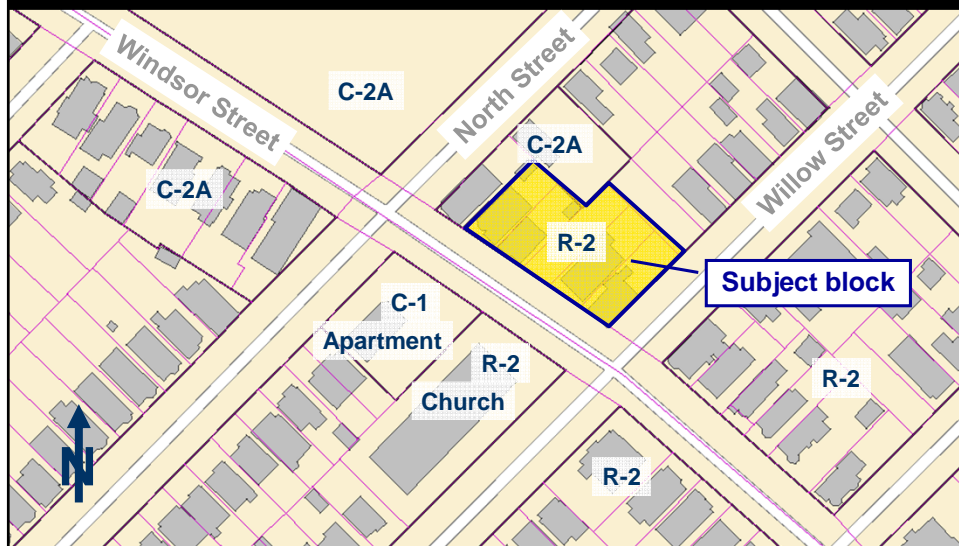 Windsor Street
C-2A
North Street
C-2A
Willow Street
C-2A
R-2
Subject block
C-1
Apartment
R-2
Church
R-2
R-2
N